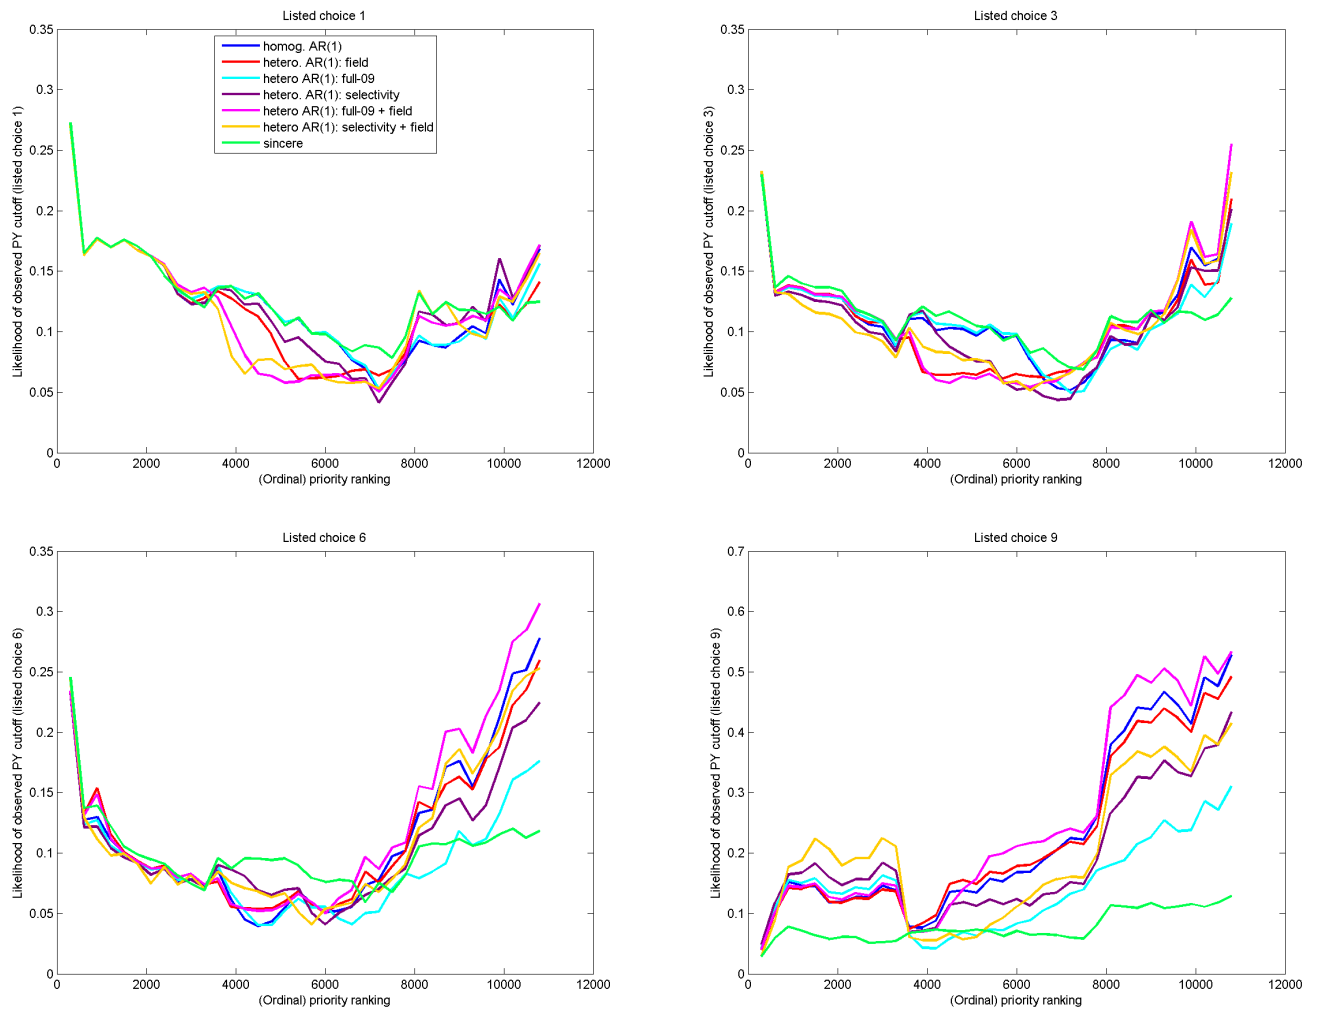 Listed choice 1
0.35
0.3
0.25
0.2
0.15
0.1
0.05
0
0 2000 4000 6000 8000 10000 12000
(Ordinal) priority ranking
Likelihood of observed PY cutoff (listed choice 1)
homog. AR(1)
hetero. AR(1): field
hetero AR(1): full-09
hetero. AR(1): selectivity
hetero AR(1): full-09 + field
hetero AR(1): selectivity + field
sincere
Listed choice 3
0.35
0.3
0.25
0.2
0.15
0.1
0.05
0
0 2000 4000 6000 8000 10000 12000
(Ordinal) priority ranking
Likelihood of observed PY cutoff (listed choice 3)
Listed choice 6
0.35
0.3
0.25
0.2
0.15
0.1
0.05
0
0 2000 4000 6000 8000 10000 12000
(Ordinal) priority ranking
Likelihood of observed PY cutoff (listed choice 6)
Listed choice 9
0.7
0.6
0.5
0.4
0.3
0.2
0.1
0
0 2000 4000 6000 8000 10000 12000
(Ordinal) priority ranking
Likelihood of observed PY cutoff (listed choice 9)